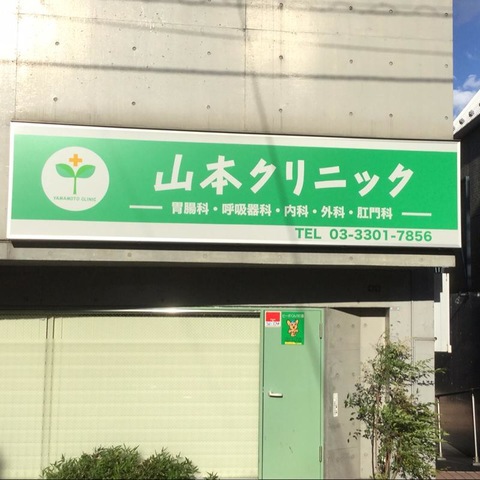 山本クリニック
YAMAMOTO CLINIC
胃腸科・呼吸器科・内科・外科・肛門科
TEL 03-3301-7856